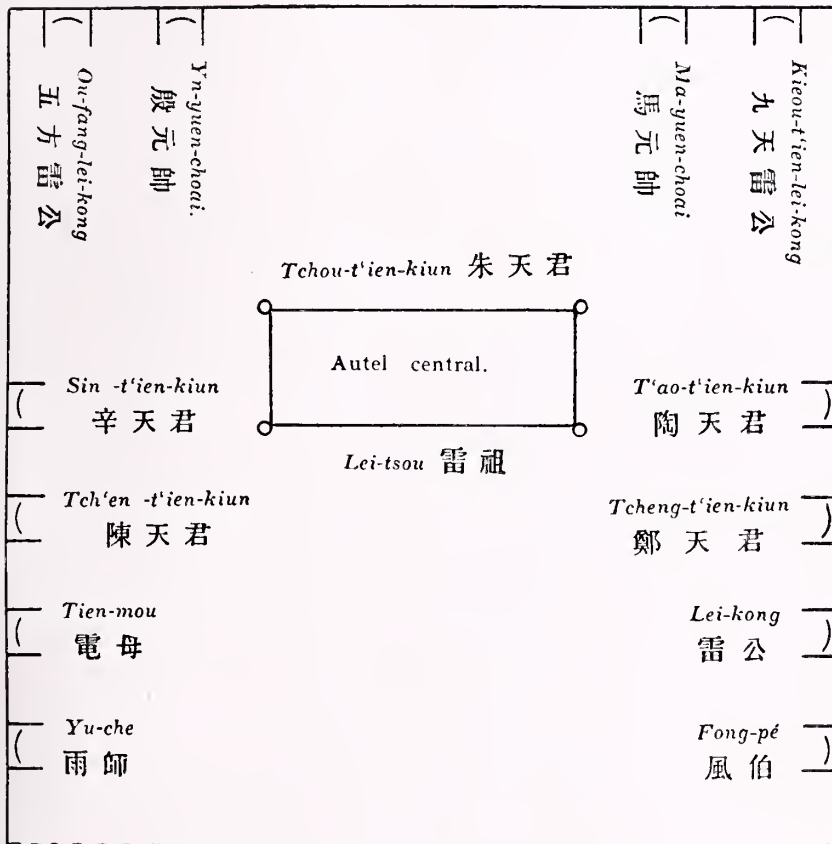 Ou-fang-lei-kong
五方雷公
Yn-yuen-choai.
殷元帥
Ma-yuen-choai
馬元帥
Kieou-t'ien-lei-kong
九天雷公
Tchou-t'ien-kiun 朱天君
Autel central.
Lei-tsou 雷祖
Sin -t'ien-kiun
辛天君
T'ao-t'ien-kiun
陶天君
Tch'en -t'ien-kiun
陳天君
Tcheng-t'ien-kiun
鄭天君
Tien-mou
電母
Lei-kong
雷公
Yu-che
雨師
Fong-pé
風伯